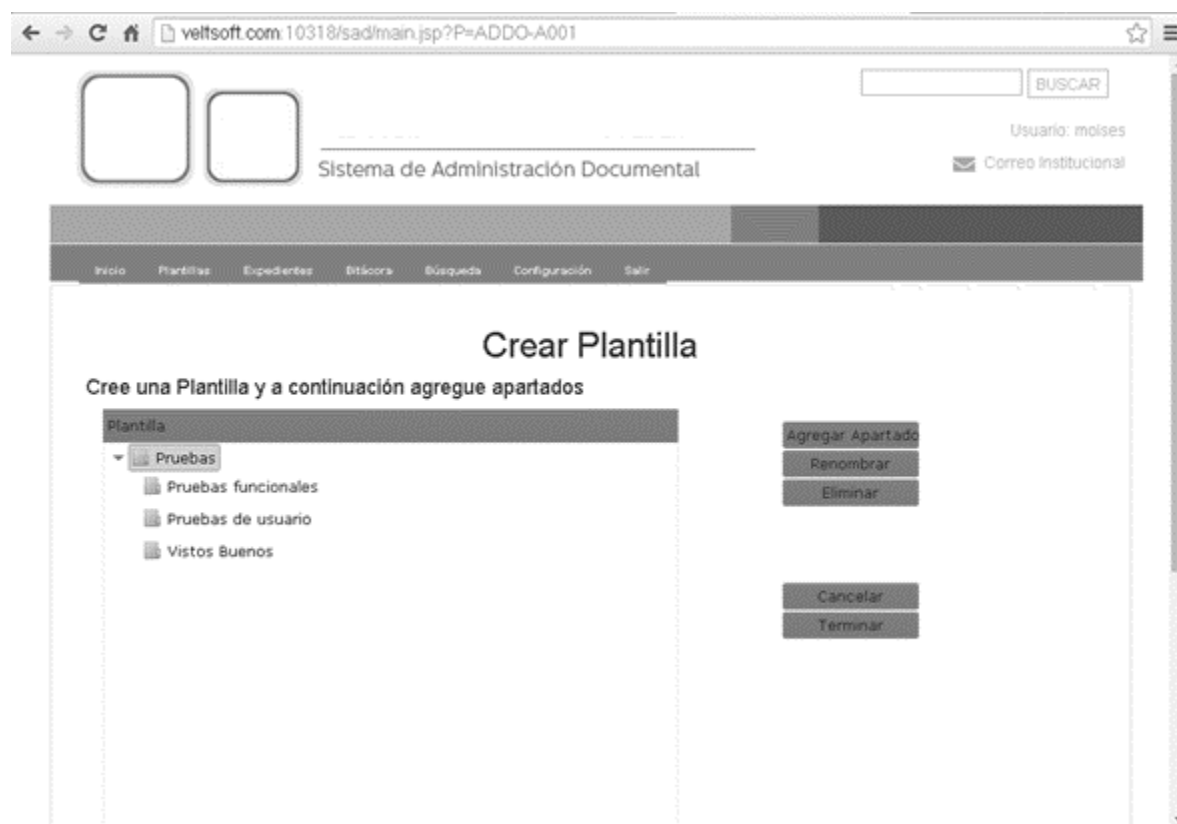 veltsoft.com:10318/sad/main.jsp?P=ADDO-A001
BUSCAR
Usuario: moises
Sistema de Administración Documental
Correo Institucional
Inicio Plantillas Expedientes Bitácora Búsqueda Configuración Salir
Crear Plantilla
Cree una Plantilla y a continuación agregue apartados
Plantilla
Agregar Apartado
Pruebas
Renombrar
Pruebas funcionales
Eliminar
Pruebas de usuario
Vistos Buenos
Cancelar
Terminar